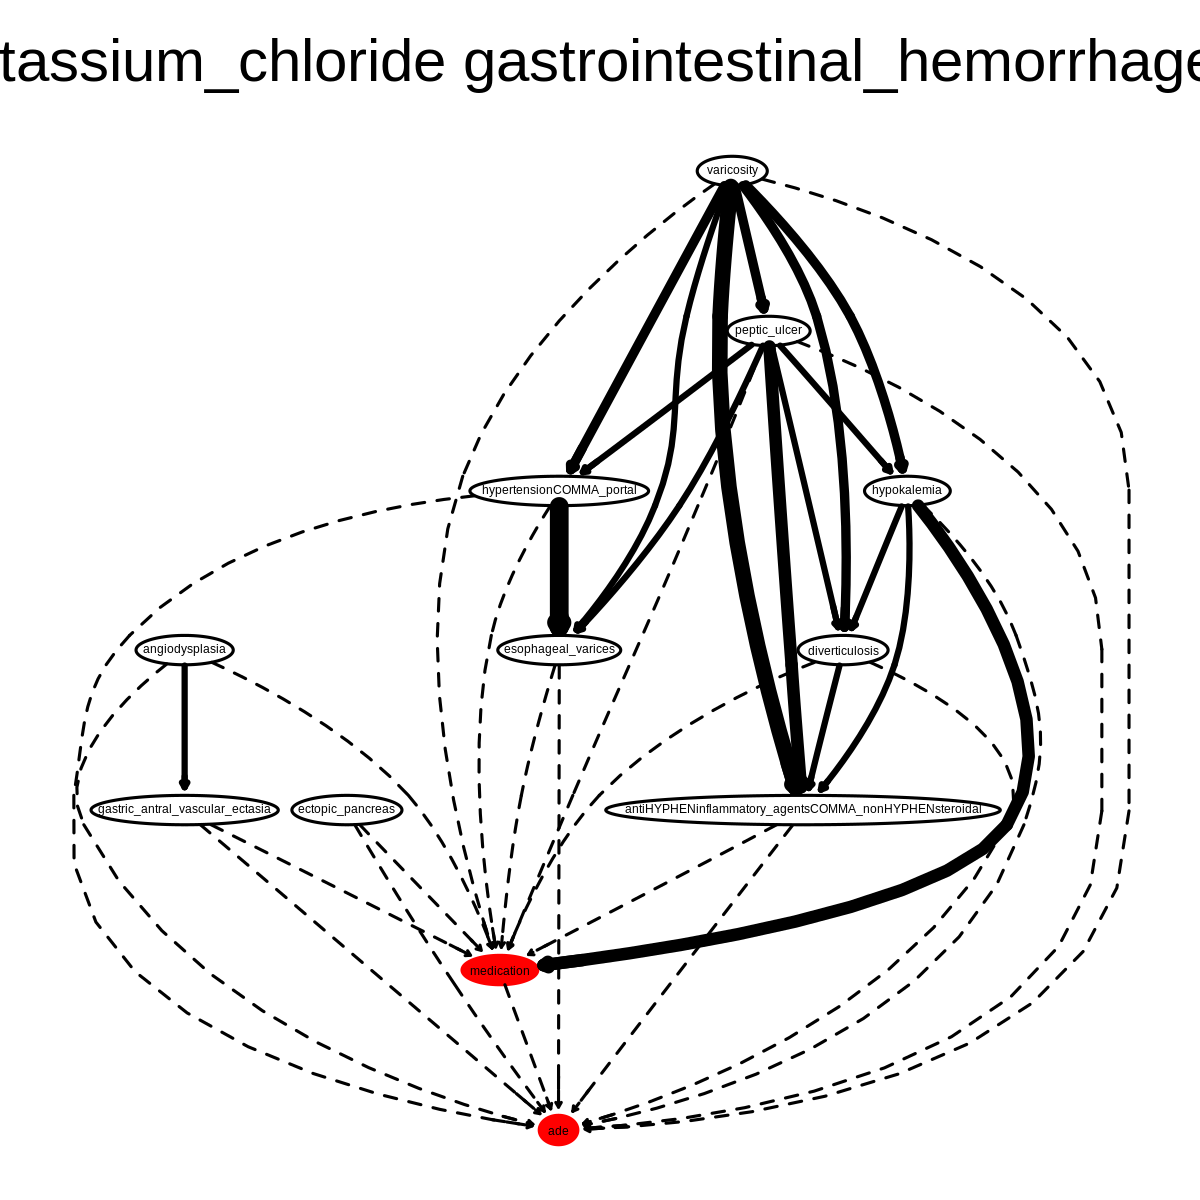 tassium_chloride gastrointestinal_hemorrhage
varicosity
peptic_ulcer
hypertensionCOMMA_portal
hypokalemia
angiodysplasia
esophageal_varices
diverticulosis
gastric_antral_vascular_ectasia
ectopic_pancreas
antiHYPHENinflammatory_agentsCOMMA_nonHYPHENsteroidal
medication
ade